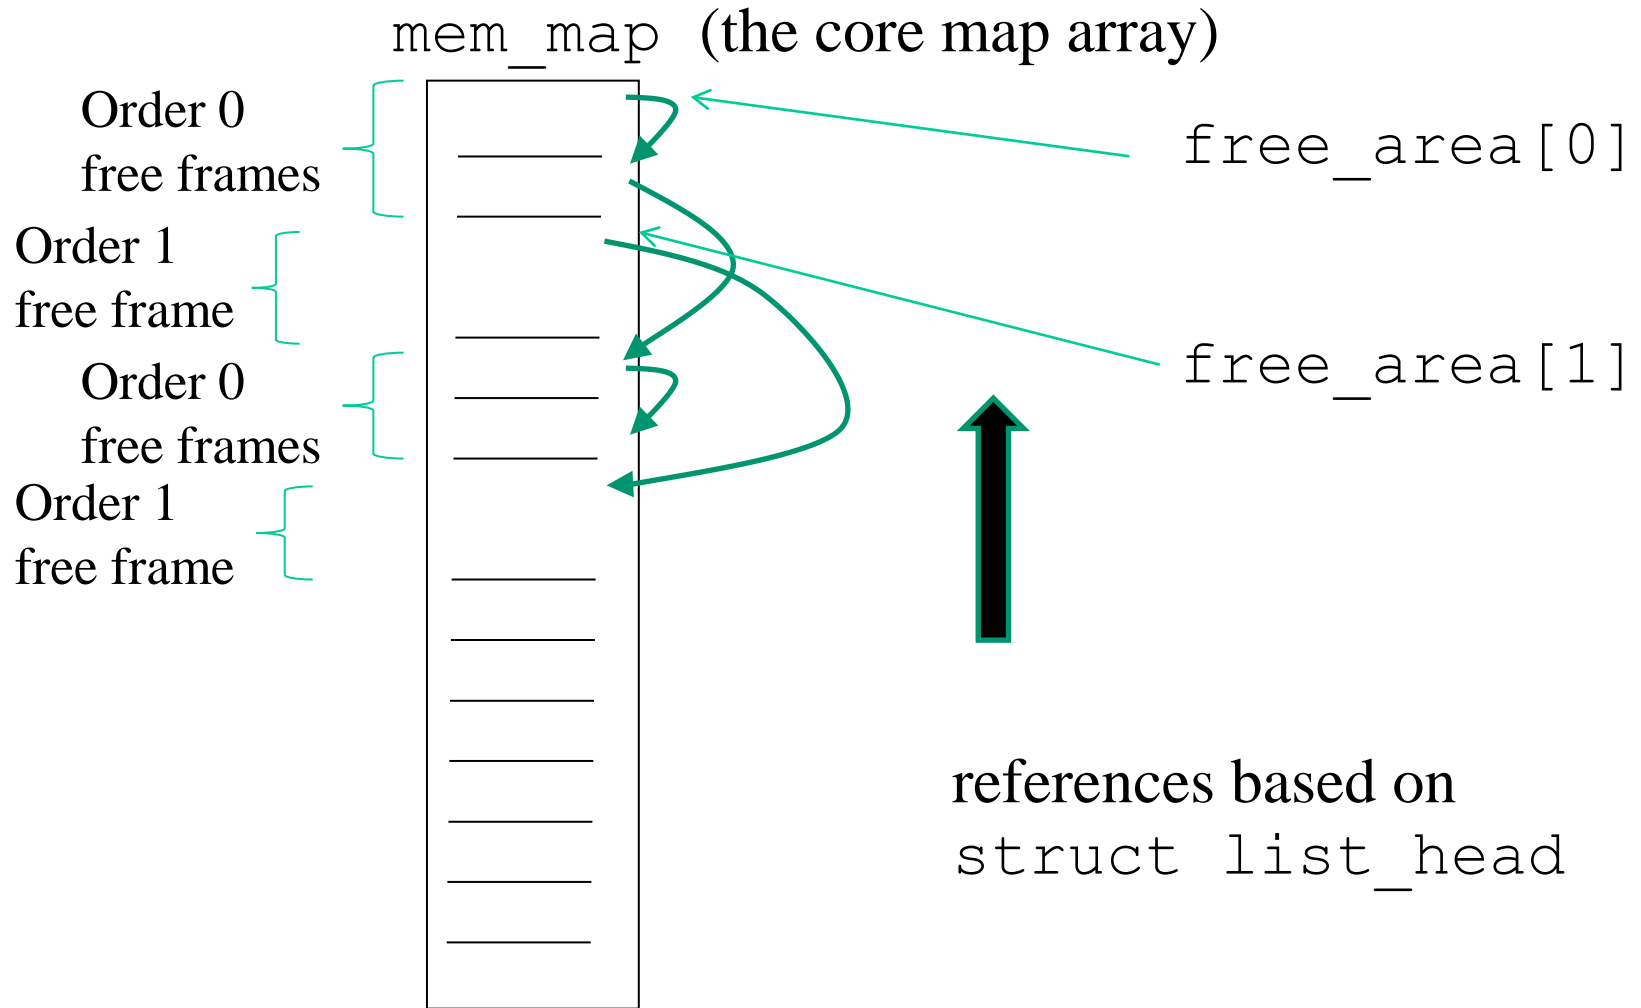 mem_map (the core map array)
Order 0
free frames
free_area[0]
Order 1
free frame
free_area[1]
Order 0
free frames
Order 1
free frame
references based on
struct list_head